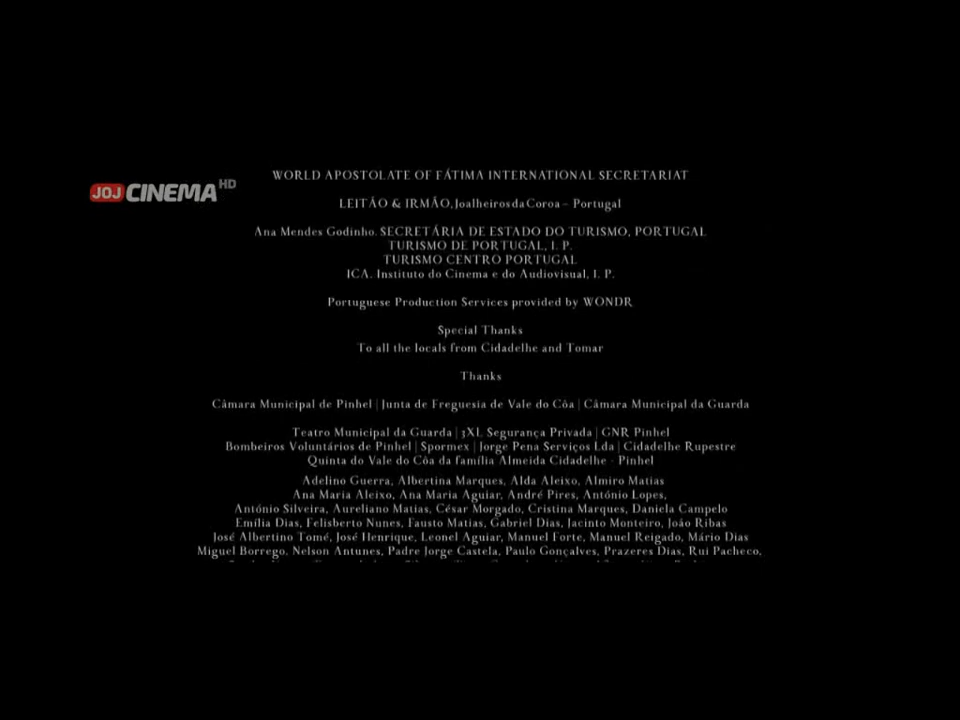 JOJ CINEMA HD
WORLD APOSTOLATE OF FÁTIMA INTERNATIONAL SECRETARIAT
LEITÃO & IRMÃO, Joalheiros da Coroa – Portugal
Ana Mendes Godinho. SECRETÁRIA DE ESTADO DO TURISMO, PORTUGAL
TURISMO DE PORTUGAL, I. P.
TURISMO CENTRO PORTUGAL
ICA. Instituto do Cinema e do Audiovisual, I. P.
Portuguese Production Services provided by WONDR
Special Thanks
To all the locals from Cidadelhe and Tomar
Thanks
Câmara Municipal de Pinhel | Junta de Freguesia de Vale do Côa | Câmara Municipal da Guarda
Teatro Municipal da Guarda | 3XL Segurança Privada | GNR Pinhel
Bombeiros Voluntários de Pinhel | Spormex | Jorge Pena Serviços Lda | Cidadelhe Rupestre
Quinta do Vale do Côa da família Almeida Cidadelhe - Pinhel
Adelino Guerra, Albertina Marques, Alda Aleixo, Almiro Matias
Ana Maria Aleixo, Ana Maria Aguiar, André Pires, António Lopes,
António Silveira, Aureliano Matias, César Morgado, Cristina Marques, Daniela Campelo
Emília Dias, Felisberto Nunes, Fausto Matias, Gabriel Dias, Jacinto Monteiro, João Ribas
José Albertino Tomé, José Henrique, Leonel Aguiar, Manuel Forte, Manuel Reigado, Mário Dias
Miguel Borrego, Nelson Antunes, Padre Jorge Castela, Paulo Gonçalves, Prazeres Dias, Rui Pacheco,